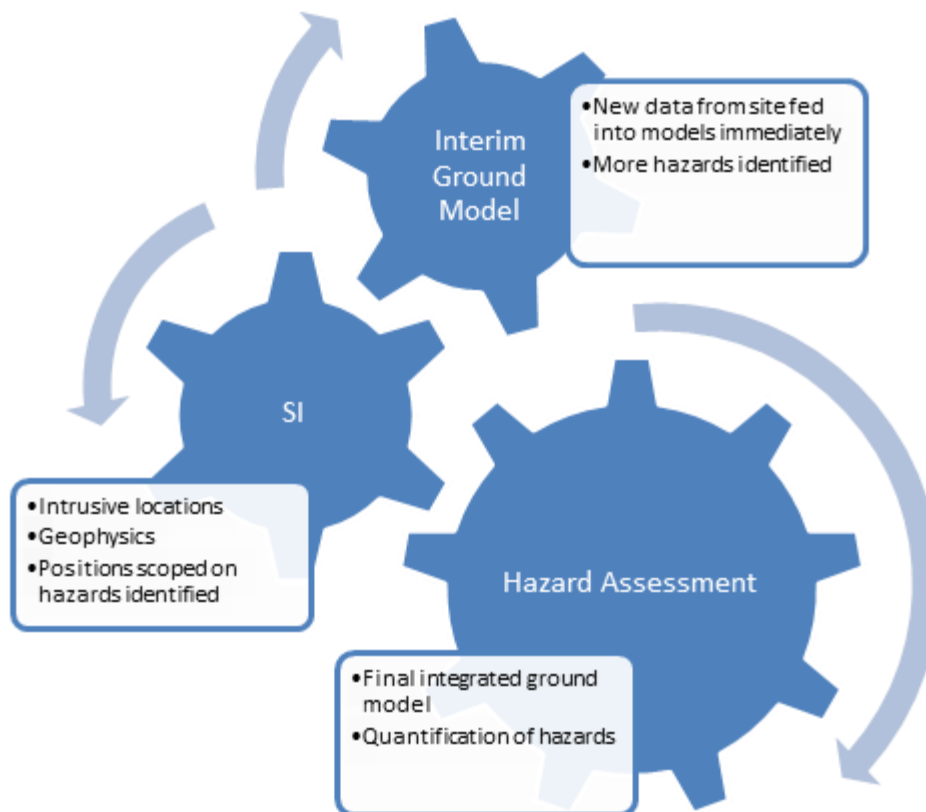 Interim
Ground
Model
•New data from site fed
into models immediately
•More hazards identified
SI
•Intrusive locations
•Geophysics
•Positions scoped on
hazards identified
Hazard Assessment
•Final integrated ground
model
•Quantification of hazards